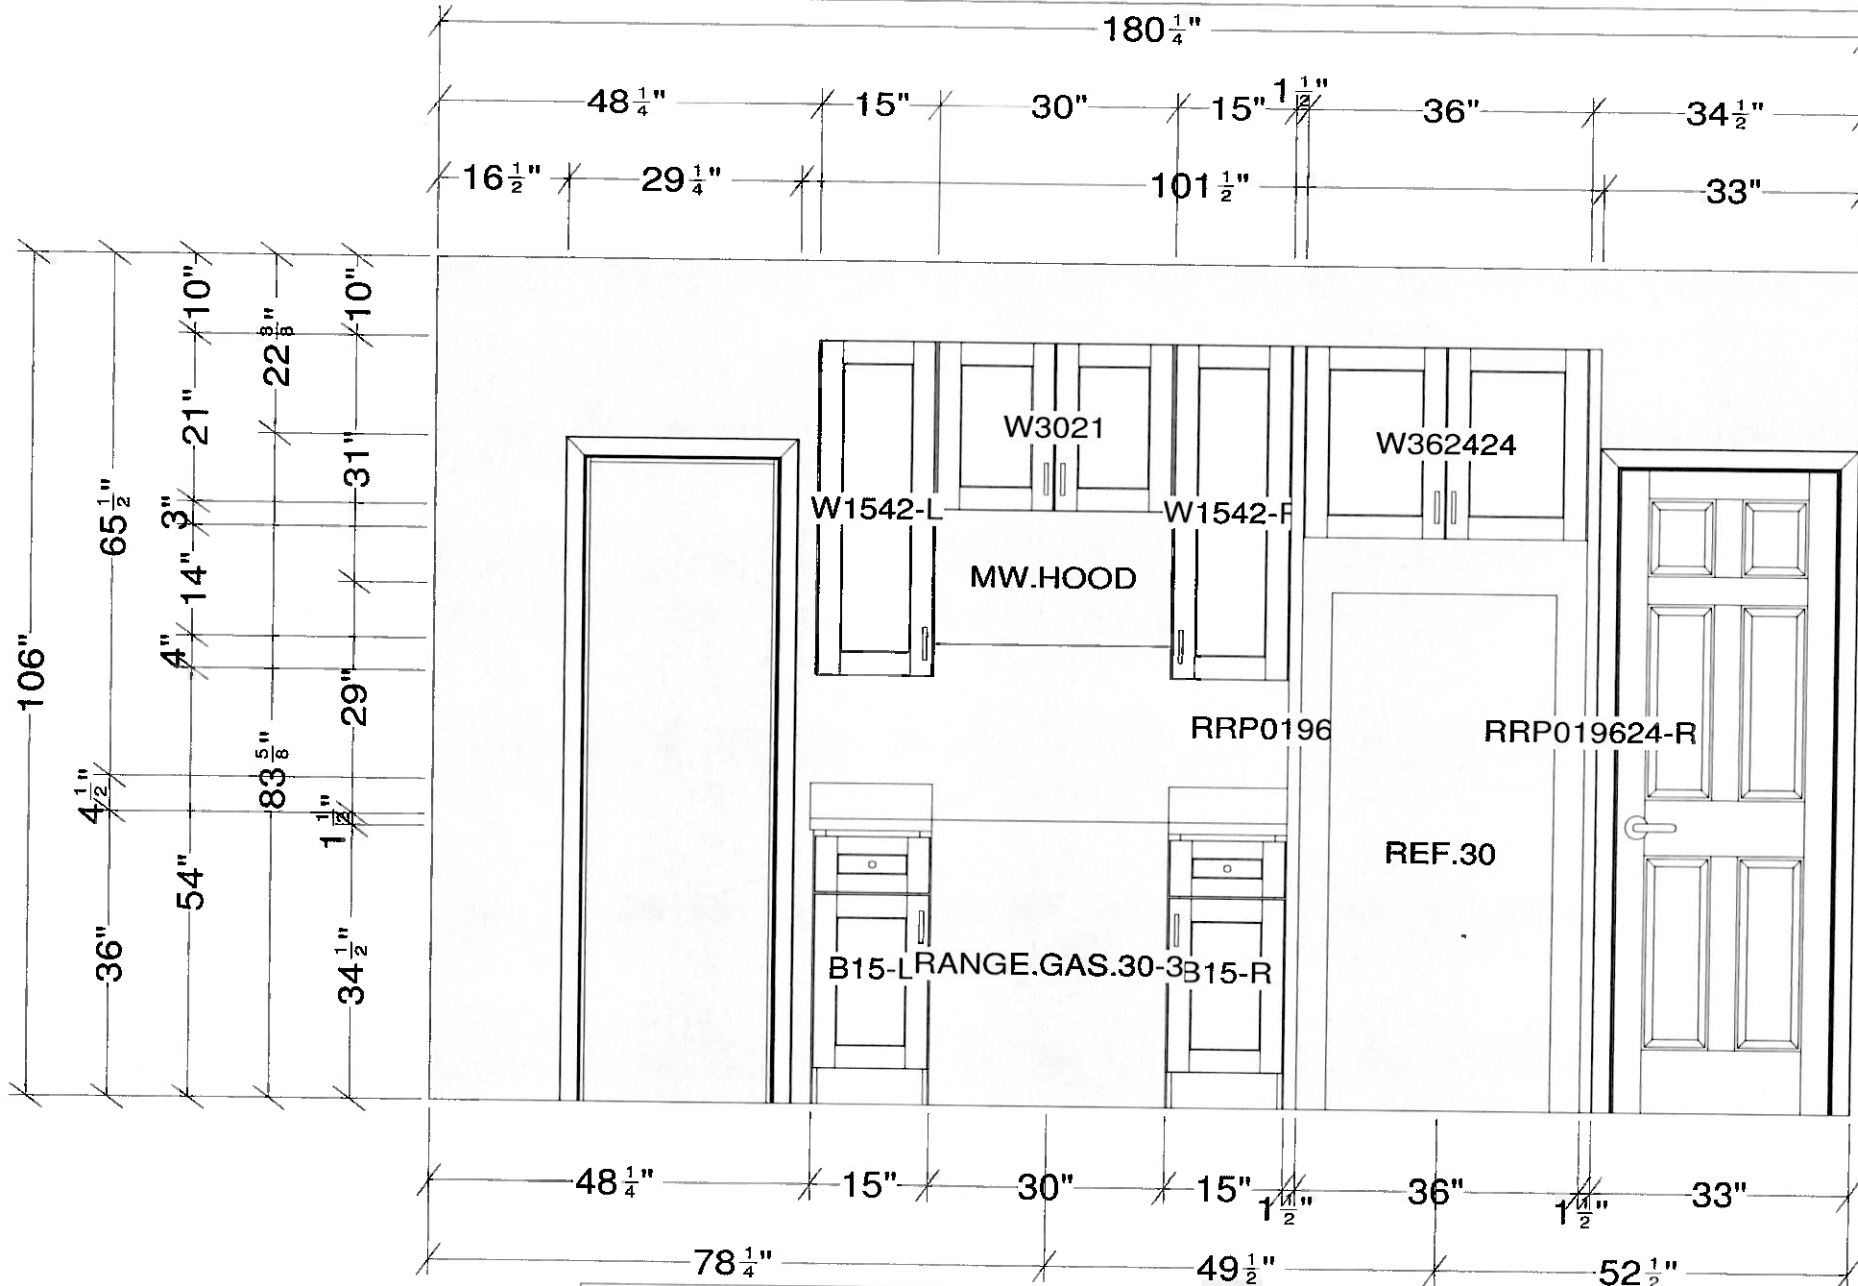 180 1/4"
48 1/4" 15" 30" 15" 1 1/2" 36" 34 1/2"
16 1/2" 29 1/4" 101 1/2" 33"
10" 10"
22 3/8"
21" 31"
W3021 W362424
65 1/2" 3" W1542-L W1542-
14" MW.HOOD
106" 4" 29"
83 5/8" RRP0196 RRP019624-R
4 1/2" 1 1/2"
54" REF.30
36" 34 1/2" B15-L RANGE.GAS.30-3 B15-R
48 1/4" 15" 30" 15" 1 1/2" 36" 1 1/2" 33"
78 1/4" 49 1/2" 52 1/2"